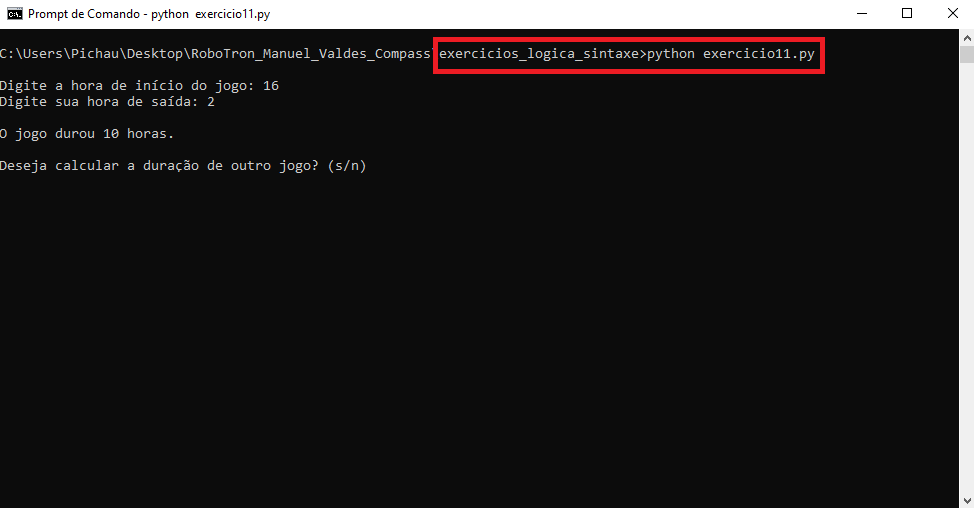 Prompt de Comando - python  exercicio11.py
C:\Users\Pichau\Desktop\RoboTron_Manuel_Valdes_Compass\exercicios_logica_sintaxe>python exercicio11.py
Digite a hora de início do jogo: 16
Digite sua hora de saída: 2
O jogo durou 10 horas.
Deseja calcular a duração de outro jogo? (s/n)